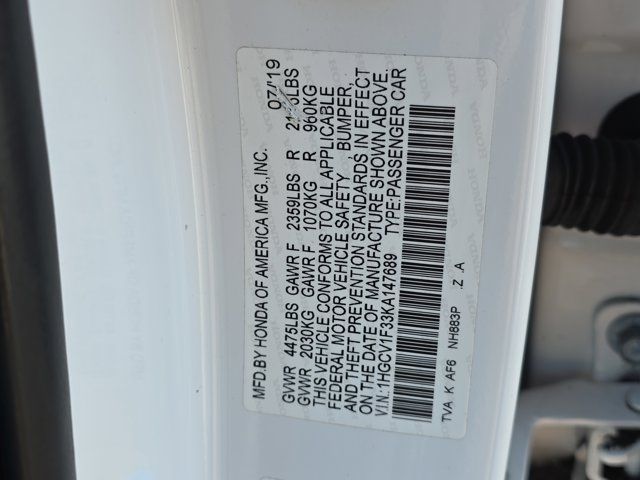 MFD.BY HONDA OF AMERICA MFG.,INC. 07/19
GVWR 4475LBS GAWR F 2359LBS R
GVWR 2030KG GAWR F 1070KG R 960KG
THIS VEHICLE CONFORMS TO ALL APPLICABLE
FEDERAL MOTOR VEHICLE SAFETY BUMPER,
AND THEFT PREVENTION STANDARDS IN EFFECT
ON THE DATE OF MANUFACTURE SHOWN ABOVE.
V.I.N.:1HGCV1F33KA147689 TYPE:PASSENGER CAR
TVA K AF6 NH883P Z A